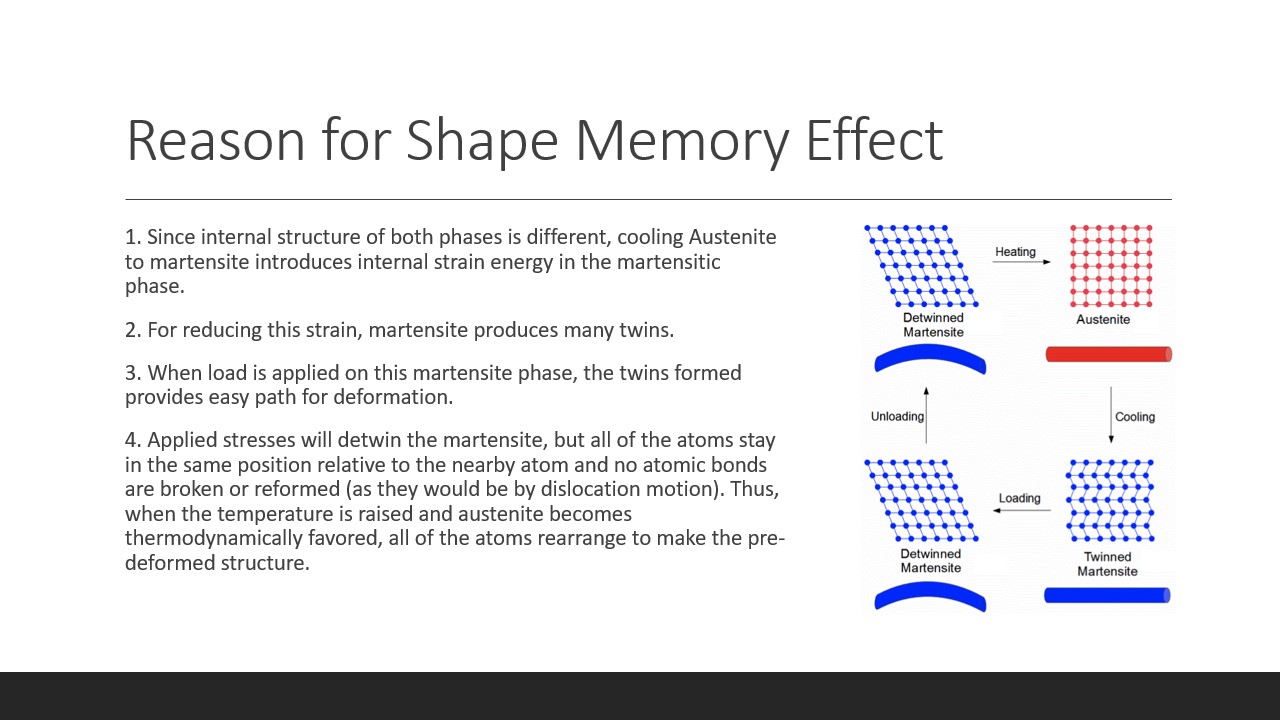 Reason for Shape Memory Effect
1. Since internal structure of both phases is different, cooling Austenite
to martensite introduces internal strain energy in the martensitic
phase.
2. For reducing this strain, martensite produces many twins.
3. When load is applied on this martensite phase, the twins formed
provides easy path for deformation.
4. Applied stresses will detwin the martensite, but all of the atoms stay
in the same position relative to the nearby atom and no atomic bonds
are broken or reformed (as they would be by dislocation motion). Thus,
when the temperature is raised and austenite becomes
thermodynamically favored, all of the atoms rearrange to make the pre-
deformed structure.
Heating
Detwinned
Martensite
Austenite
Unloading
Cooling
Loading
Detwinned
Martensite
Twinned
Martensite